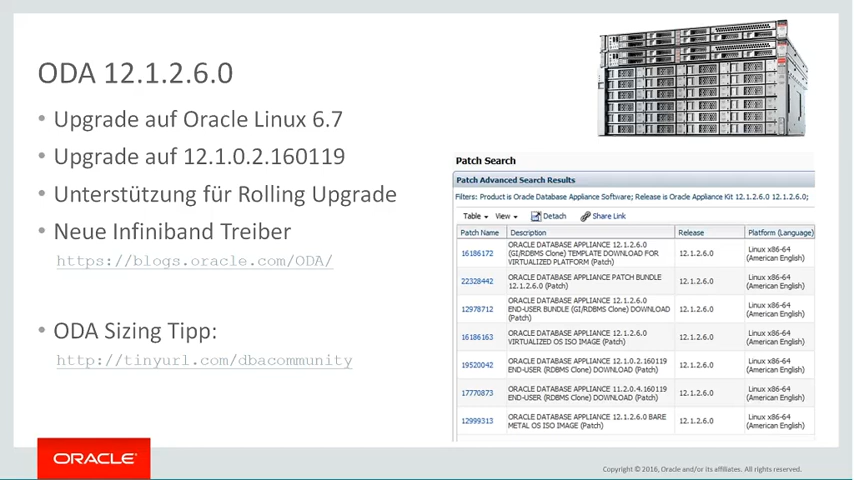 ODA 12.1.2.6.0
• Upgrade auf Oracle Linux 6.7
• Upgrade auf 12.1.0.2.160119
• Unterstützung für Rolling Upgrade
• Neue Infiniband Treiber
https://blogs.oracle.com/ODA/
• ODA Sizing Tipp:
http://tinyurl.com/dbacommunity
Patch Search
Patch Advanced Search Results
Filters: Product is Oracle Database Appliance Software; Release is Oracle Appliance Kit 12.1.2.6.0 12.1.2.6.0;
Table View Detach Share Link
Patch Name Description Release Platform (Language)
16186172 ORACLE DATABASE APPLIANCE 12.1.2.6.0 (GI/RDBMS Clone) TEMPLATE DOWNLOAD FOR VIRTUALIZED PLATFORM (Patch) 12.1.2.6.0 Linux x86-64 (American English)
22328442 ORACLE DATABASE APPLIANCE PATCH BUNDLE 12.1.2.6.0 (Patch) 12.1.2.6.0 Linux x86-64 (American English)
12978712 ORACLE DATABASE APPLIANCE 12.1.2.6.0 END-USER BUNDLE (GI/RDBMS Clone) DOWNLOAD (Patch) 12.1.2.6.0 Linux x86-64 (American English)
16186163 ORACLE DATABASE APPLIANCE 12.1.2.6.0 VIRTUALIZED OS ISO IMAGE (Patch) 12.1.2.6.0 Linux x86-64 (American English)
19520042 ORACLE DATABASE APPLIANCE 12.1.0.2.160119 END-USER (RDBMS Clone) DOWNLOAD (Patch) 12.1.2.6.0 Linux x86-64 (American English)
17770873 ORACLE DATABASE APPLIANCE 11.2.0.4.160119 END-USER (RDBMS Clone) DOWNLOAD (Patch) 12.1.2.6.0 Linux x86-64 (American English)
12999313 ORACLE DATABASE APPLIANCE 12.1.2.6.0 BARE METAL OS ISO IMAGE (Patch) 12.1.2.6.0 Linux x86-64 (American English)
ORACLE
Copyright © 2016, Oracle and/or its affiliates. All rights reserved.